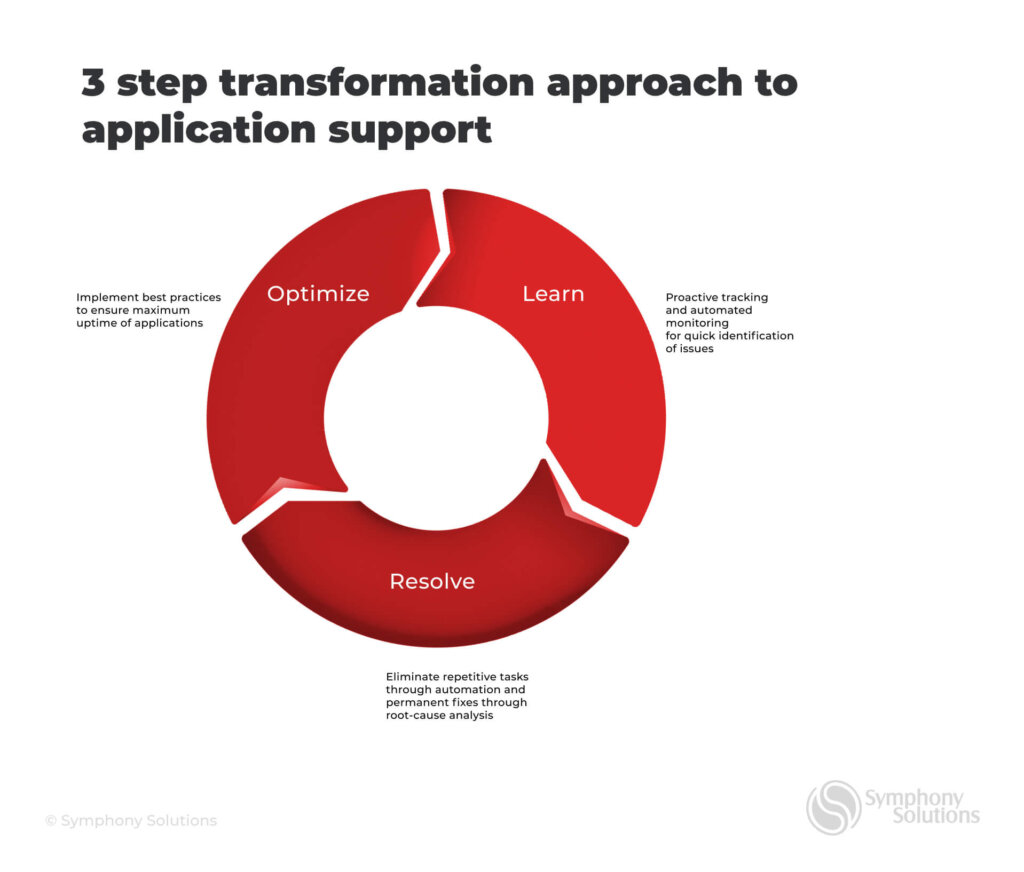 3 step transformation approach to
application support
Optimize
Learn
Implement best practices
to ensure maximum
uptime of applications
Proactive tracking
and automated
monitoring
for quick identification
of issues
Resolve
Eliminate repetitive tasks
through automation and
permanent fixes through
root-cause analysis
© Symphony Solutions
Symphony
Solutions